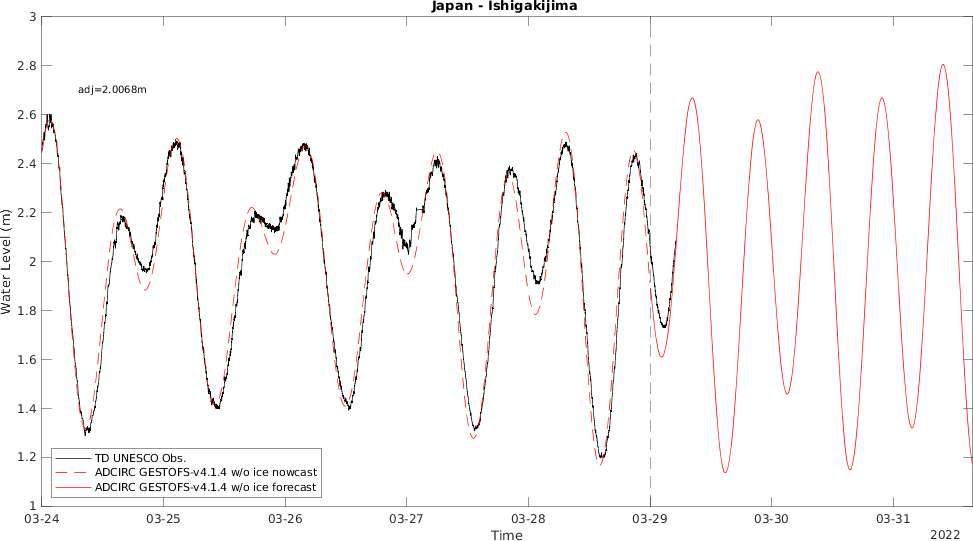 Japan - Ishigakijima
3
2.8
adj=2.0068m
2.6
2.4
2.2
2
1.8
1.6
1.4
1.2
1
Water Level (m)
TD UNESCO Obs.
ADCIRC GESTOFS-v4.1.4 w/o ice nowcast
ADCIRC GESTOFS-v4.1.4 w/o ice forecast
03-24 03-25 03-26 03-27 03-28 03-29 03-30 03-31
Time
2022